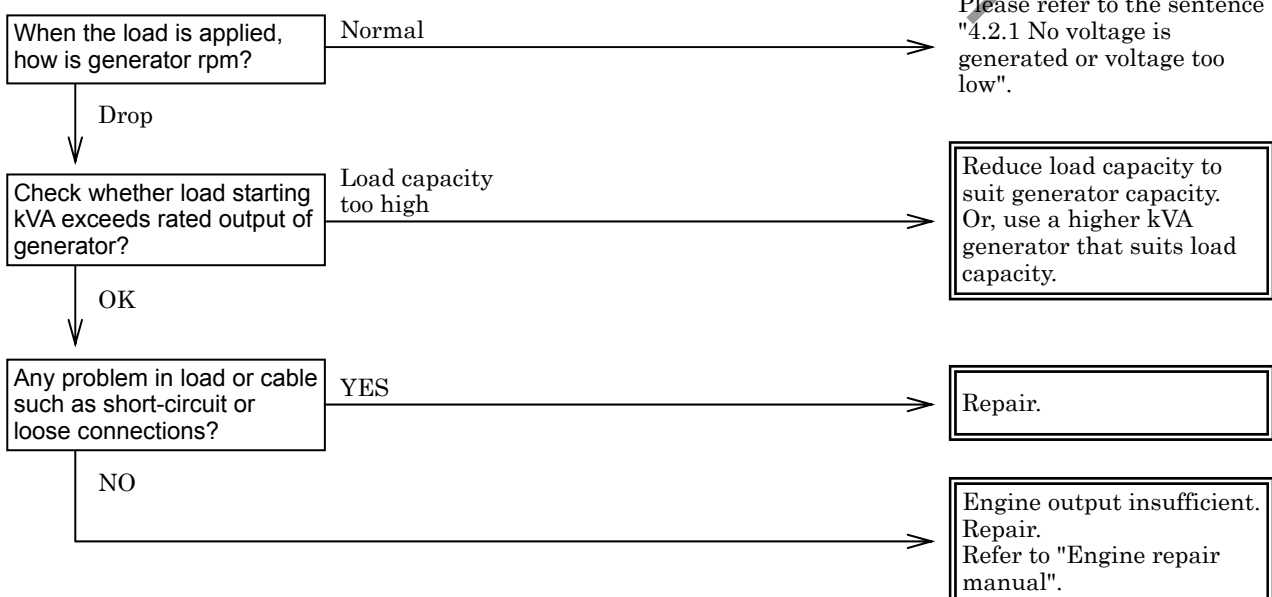 When the load is applied,
how is generator rpm?
Normal
Please refer to the sentence
"4.2.1 No voltage is
generated or voltage too
low".
Drop
Check whether load starting
kVA exceeds rated output of
generator?
Load capacity
too high
Reduce load capacity to
suit generator capacity.
Or, use a higher kVA
generator that suits load
capacity.
OK
Any problem in load or cable
such as short-circuit or
loose connections?
YES
Repair.
NO
Engine output insufficient.
Repair.
Refer to "Engine repair
manual".